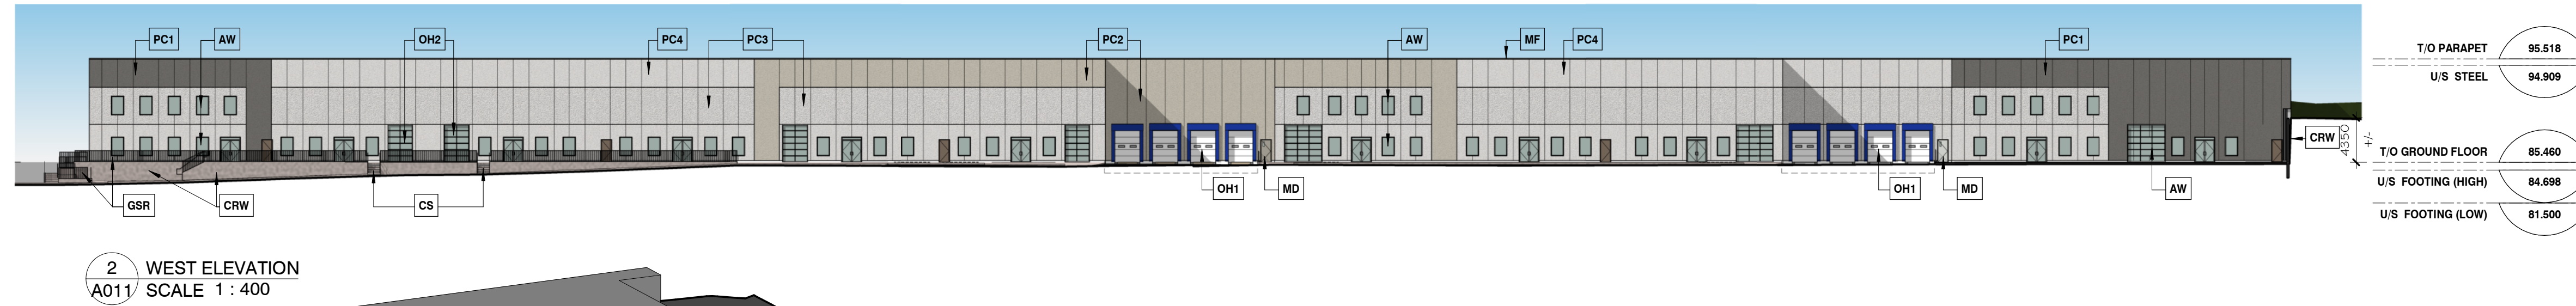 PC1
AW
OH2
PC4
PC3
PC2
AW
MF
PC4
PC1
T/O PARAPET 95.518
U/S STEEL 94.909
CRW
4350
+/-
T/O GROUND FLOOR 85.460
U/S FOOTING (HIGH) 84.698
U/S FOOTING (LOW) 81.500
GSR
CRW
CS
OH1
MD
OH1
MD
AW
2 WEST ELEVATION
A011 SCALE 1 : 400